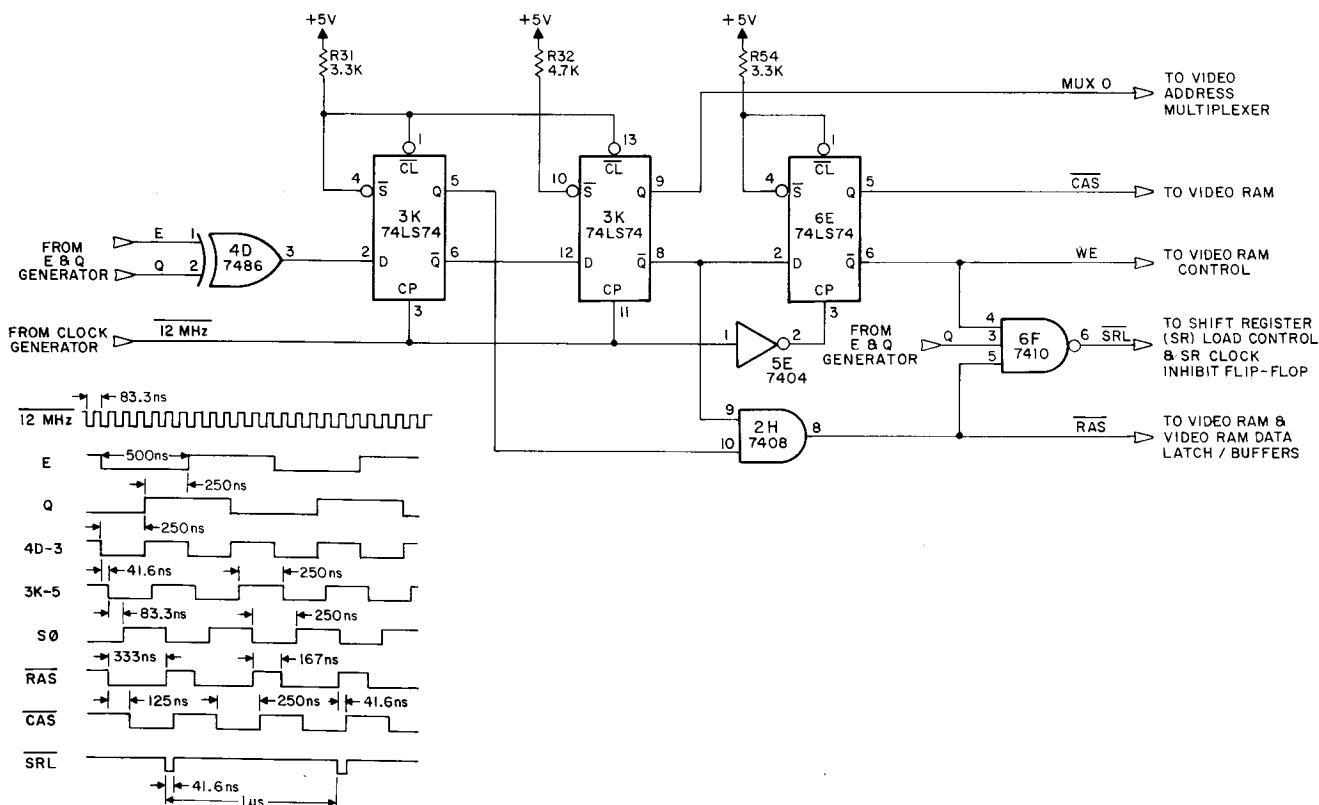 +5V
R31
3.3K
+5V
R32
4.7K
+5V
R54
3.3K
MUX 0
TO VIDEO
ADDRESS
MULTIPLEXER
1
CL
4
S
Q
5
3K
74LS74
2
D
Q
6
CP
3
13
CL
10
S
Q
9
3K
74LS74
12
D
Q
8
CP
11
1
CL
4
S
Q
5
6E
74LS74
2
D
Q
6
CP
3
CAS
TO VIDEO RAM
WE
TO VIDEO RAM
CONTROL
FROM
E & Q
GENERATOR
E
1
Q
2
4D
7486
3
FROM CLOCK
GENERATOR
12 MHz
1
2
5E
7404
FROM
E & Q
GENERATOR
Q
4
3
5
6F
7410
6
SRL
TO SHIFT REGISTER
(SR) LOAD CONTROL
& SR CLOCK
INHIBIT FLIP-FLOP
9
10
2H
7408
8
RAS
TO VIDEO RAM &
VIDEO RAM DATA
LATCH / BUFFERS
83.3ns
12 MHz
E
500ns
250ns
Q
250ns
4D-3
41.6ns
250ns
3K-5
83.3ns
250ns
SØ
333ns
167ns
RAS
125ns
250ns
41.6ns
CAS
SRL
41.6ns
1µs